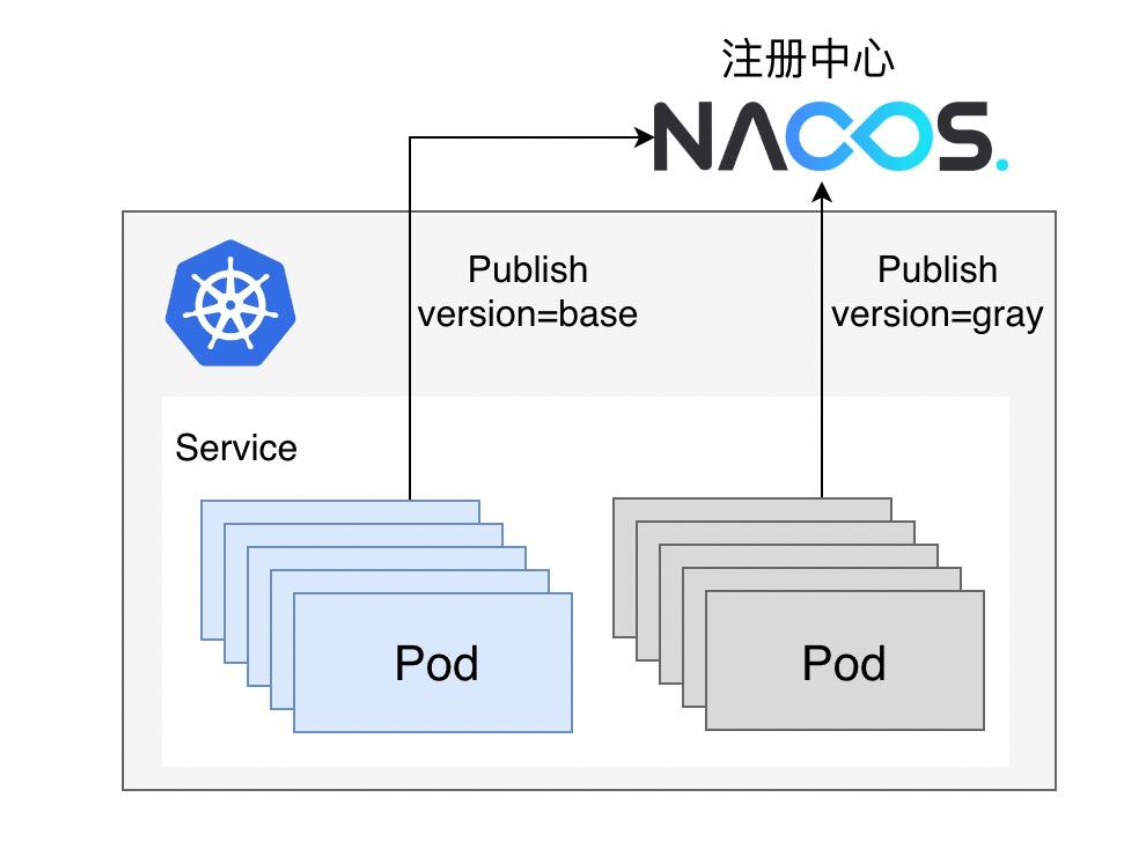 注册中心
NACOS.
Publish
version=base
Publish
version=gray
Service
Pod
Pod